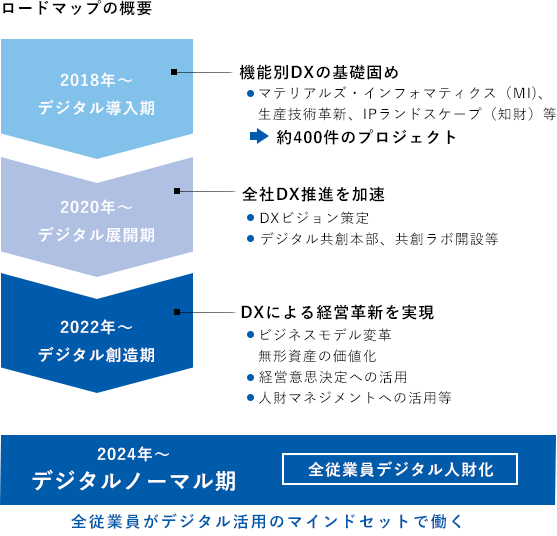 ロードマップの概要
2018年～
デジタル導入期
機能別DXの基礎固め
●マテリアルズ・インフォマティクス（MI)、
生産技術革新、IPランドスケープ（知財）等
約400件のプロジェクト
2020年～
デジタル展開期
全社DX推進を加速
●DXビジョン策定
●デジタル共創本部、共創ラボ開設等
2022年～
デジタル創造期
DXによる経営革新を実現
●ビジネスモデル変革
無形資産の価値化
●経営意思決定への活用
●人財マネジメントへの活用等
2024年～
デジタルノーマル期
全従業員デジタル人財化
全従業員がデジタル活用のマインドセットで働く